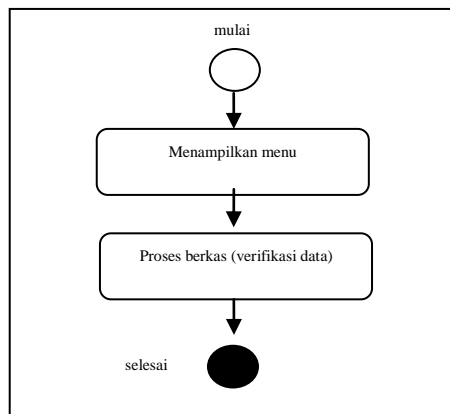 mulai
Menampilkan menu
Proses berkas (verifikasi data)
selesai